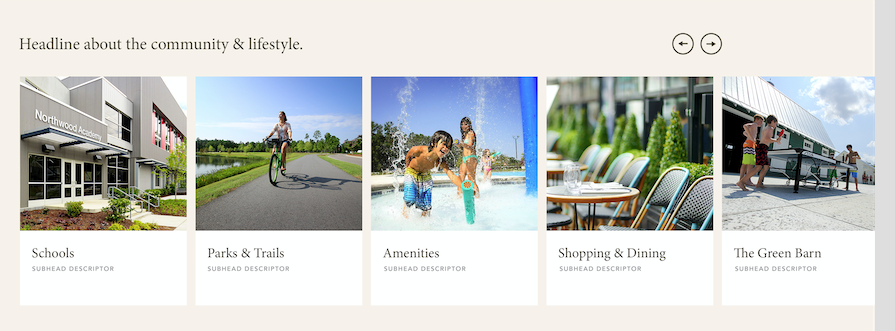 Headline about the community & lifestyle.
Northwood Academy
Schools
SUBHEAD DESCRIPTOR
Parks & Trails
SUBHEAD DESCRIPTOR
Amenities
SUBHEAD DESCRIPTOR
Shopping & Dining
SUBHEAD DESCRIPTOR
The Green Barn
SUBHEAD DESCRIPTOR